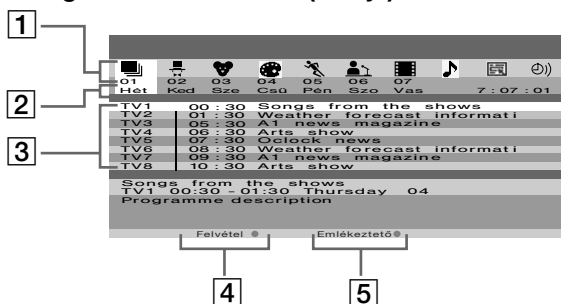 1
01 02 03 04 05 06 07
2
Hét Ked Sze Csü Pén Szo Vas 7 : 07 : 01
TV1 00 : 30 Songs from the shows
TV2 01 : 30 Weather forecast informati
TV3 05 : 30 A1 news magazine
3
TV4 06 : 30 Arts show
TV5 07 : 30 Oclock news
TV6 08 : 30 Weather forecast informati
TV7 09 : 30 A1 news magazine
TV8 10 : 30 Arts show
Songs from the shows
TV1 00:30 - 01:30 Thursday 04
Programme description
Felvétel Emlékeztető
4 5